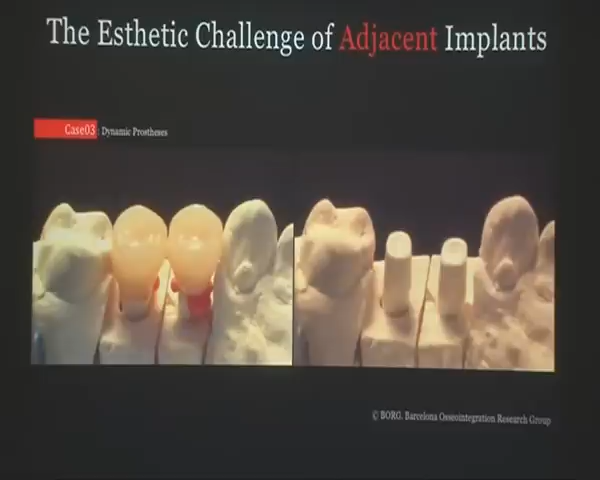 The Esthetic Challenge of Adjacent Implants
Case03 : Dynamic Prostheses
© BORG. Barcelona Osseointegration Research Group